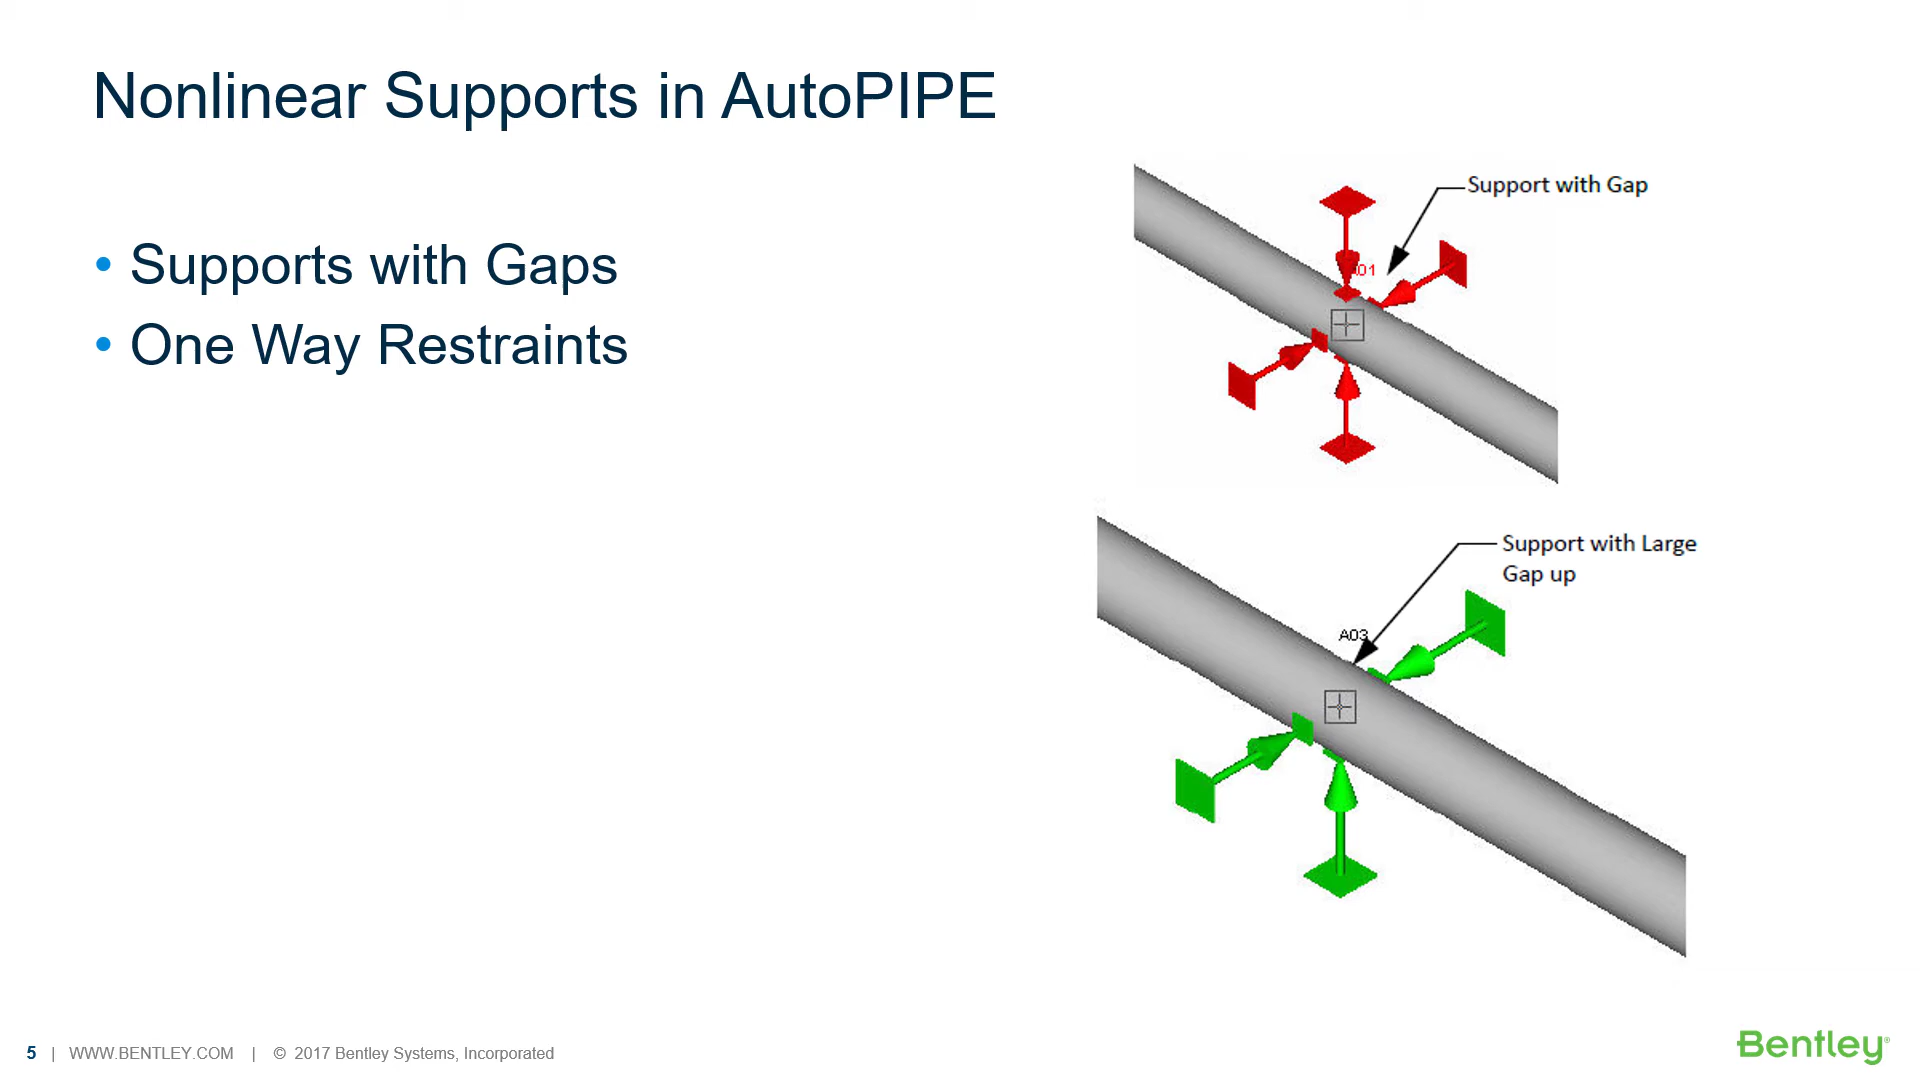 Nonlinear Supports in AutoPIPE
• Supports with Gaps
• One Way Restraints
Support with Gap
Support with Large
Gap up
A03
5 | WWW.BENTLEY.COM | © 2017 Bentley Systems, Incorporated
Bentley®